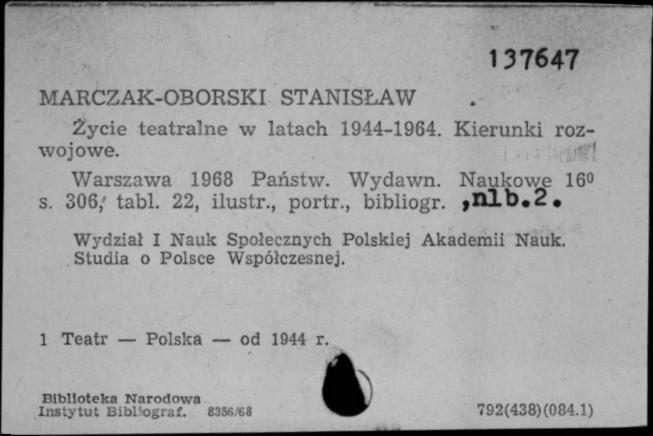 137647
MARCZAK-OBORSKI STANISŁAW
Życie teatralne w latach 1944-1964. Kierunki roz-
wojowe.
Warszawa 1968 Państw. Wydawn. Naukowe 16⁰
s. 306, tabl. 22, ilustr., portr., bibliogr. ,nlb.2.
Wydział I Nauk Społecznych Polskiej Akademii Nauk.
Studia o Polsce Współczesnej.
1 Teatr — Polska — od 1944 r.
Biblioteka Narodowa
Instytut Bibliograf. 8356/68
792(438)(084.1)